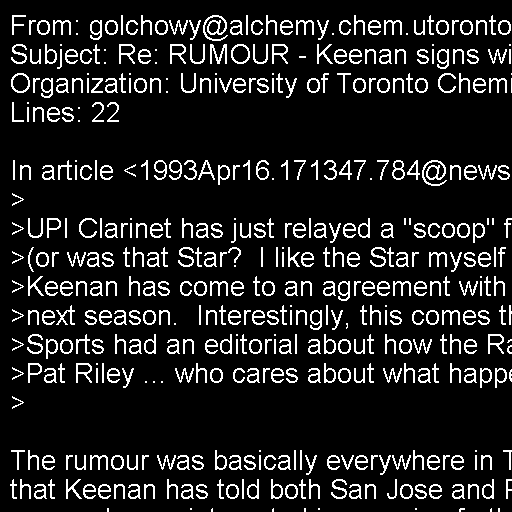 From: golchowy@alchemy.chem.utoronto
Subject: Re: RUMOUR - Keenan signs wi
Organization: University of Toronto Chemi
Lines: 22

In article <1993Apr16.171347.784@news
>
>UPI Clarinet has just relayed a "scoop" f
>(or was that Star?  I like the Star myself
>Keenan has come to an agreement with
>next season.  Interestingly, this comes th
>Sports had an editorial about how the Ra
>Pat Riley ... who cares about what happe
>

The rumour was basically everywhere in T
that Keenan has told both San Jose and P